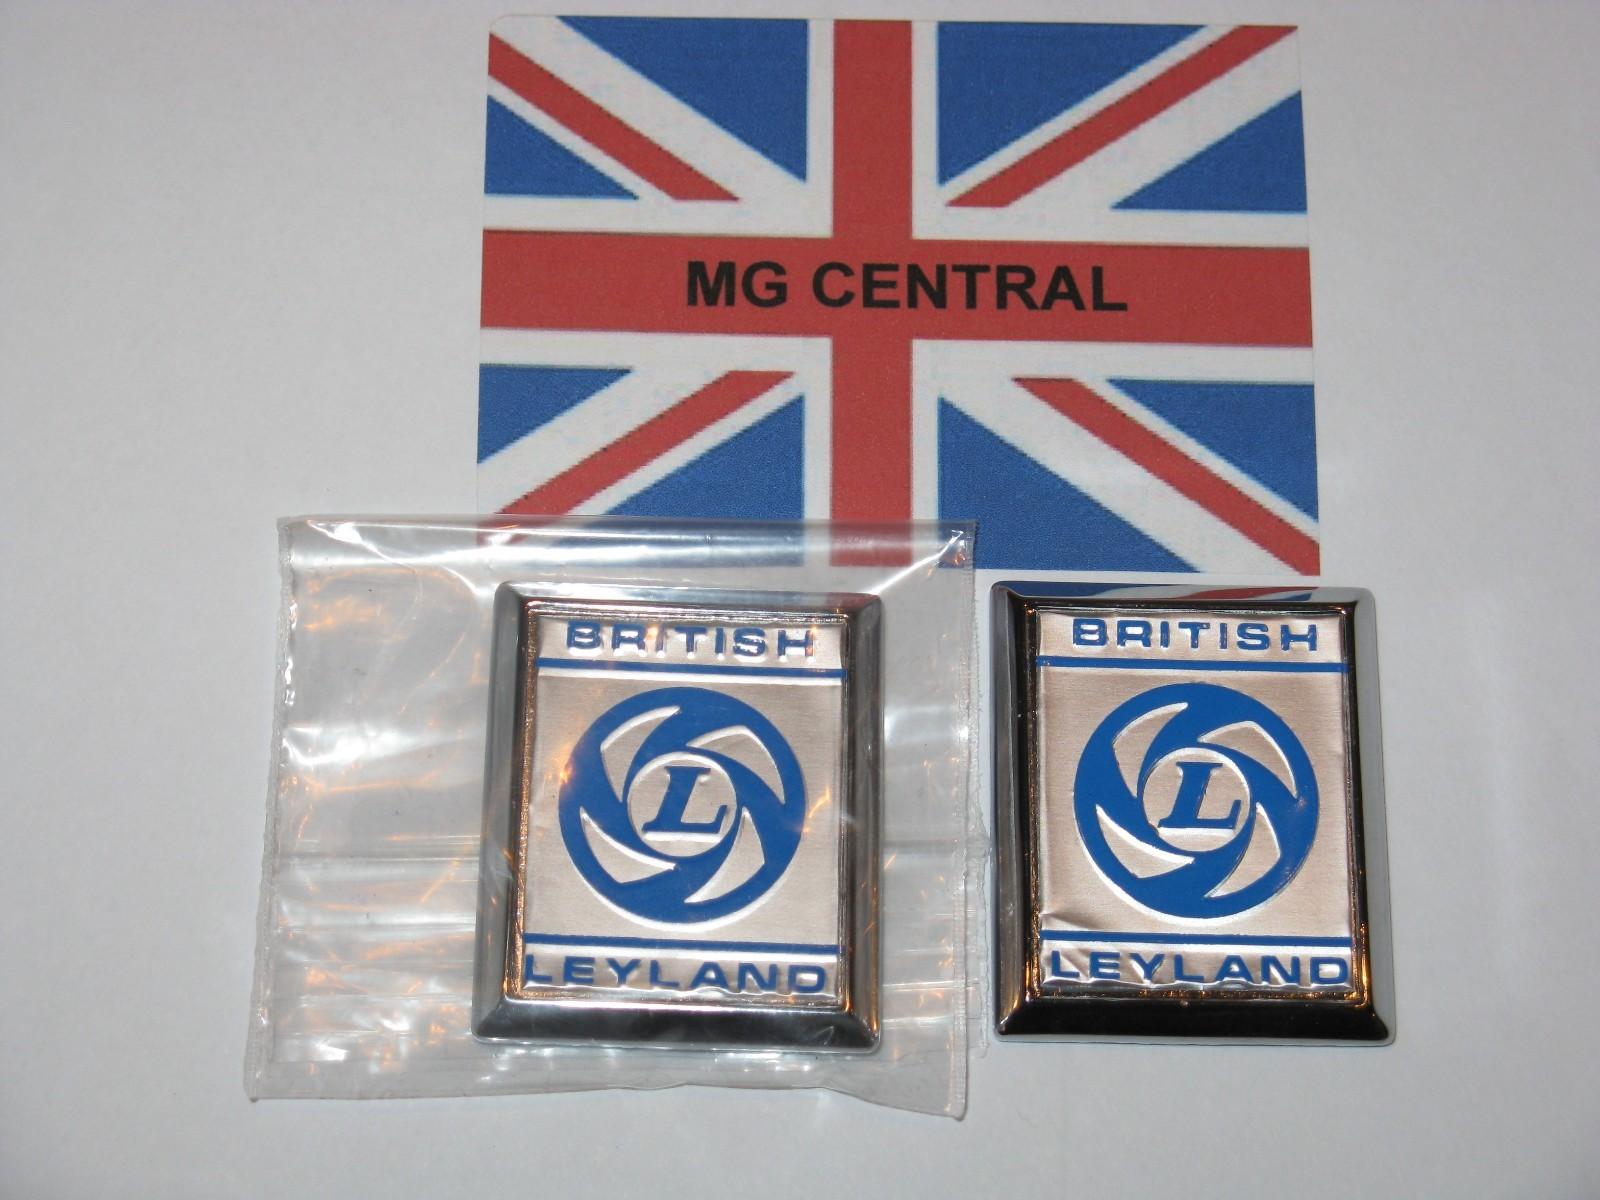 MG CENTRAL
BRITISH
L
LEYLAND
BRITISH
L
LEYLAND